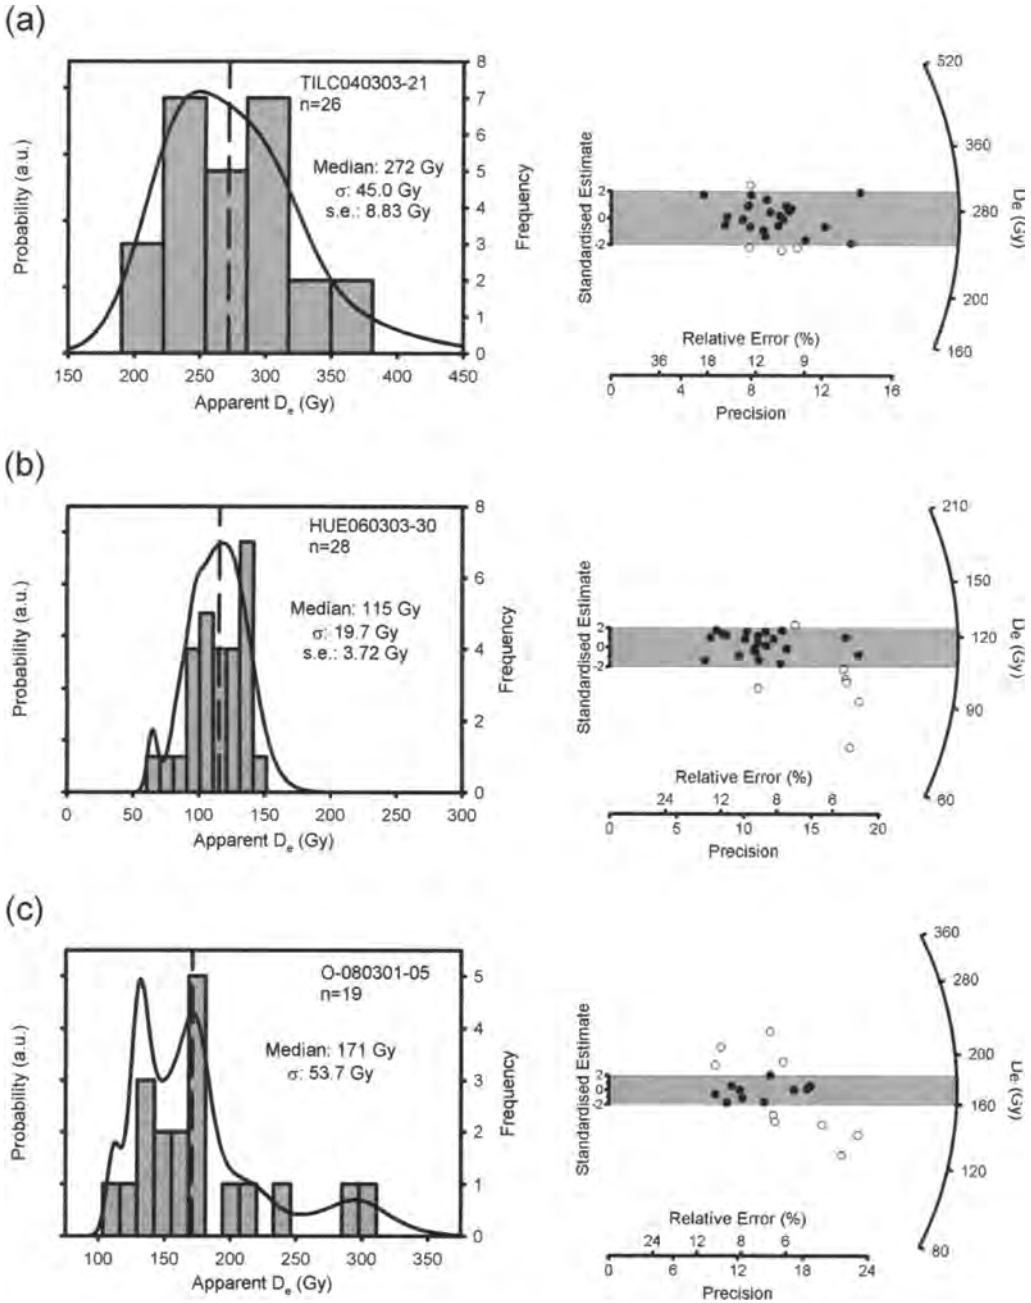 (a)
TILC040303-21
n=26
Median: 272 Gy
σ: 45.0 Gy
s.e.: 8.83 Gy
Probability (a.u.)
Frequency
8
7
6
5
4
3
2
1
0
150 200 250 300 350 400 450
Apparent De (Gy)
Standardised Estimate
2
0
-2
520
360
280
200
160
De (Gy)
Relative Error (%)
36 18 12 9
0 4 8 12 16
Precision
(b)
HUE060303-30
n=28
Median: 115 Gy
σ: 19.7 Gy
s.e.: 3.72 Gy
Probability (a.u.)
Frequency
8
6
4
2
0
0 50 100 150 200 250 300
Apparent De (Gy)
Standardised Estimate
2
0
-2
210
150
120
90
60
De (Gy)
Relative Error (%)
24 12 8 6
0 5 10 15 20
Precision
(c)
O-080301-05
n=19
Median: 171 Gy
σ: 53.7 Gy
Probability (a.u.)
Frequency
5
4
3
2
1
0
100 150 200 250 300 350
Apparent De (Gy)
Standardised Estimate
2
0
-2
360
280
200
160
120
80
De (Gy)
Relative Error (%)
24 12 8 6
0 6 12 18 24
Precision